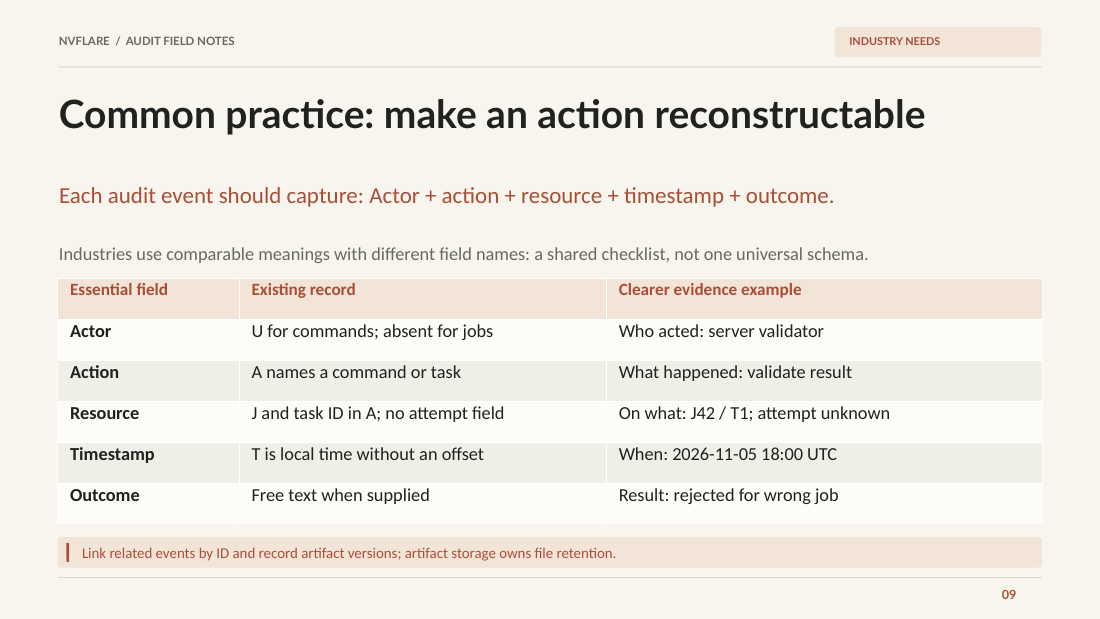 NVFLARE / AUDIT FIELD NOTES
INDUSTRY NEEDS
Common practice: make an action reconstructable
Each audit event should capture: Actor + action + resource + timestamp + outcome.
Industries use comparable meanings with different field names: a shared checklist, not one universal schema.
Essential field Existing record Clearer evidence example
Actor U for commands; absent for jobs Who acted: server validator
Action A names a command or task What happened: validate result
Resource J and task ID in A; no attempt field On what: J42 / T1; attempt unknown
Timestamp T is local time without an offset When: 2026-11-05 18:00 UTC
Outcome Free text when supplied Result: rejected for wrong job
Link related events by ID and record artifact versions; artifact storage owns file retention.
09